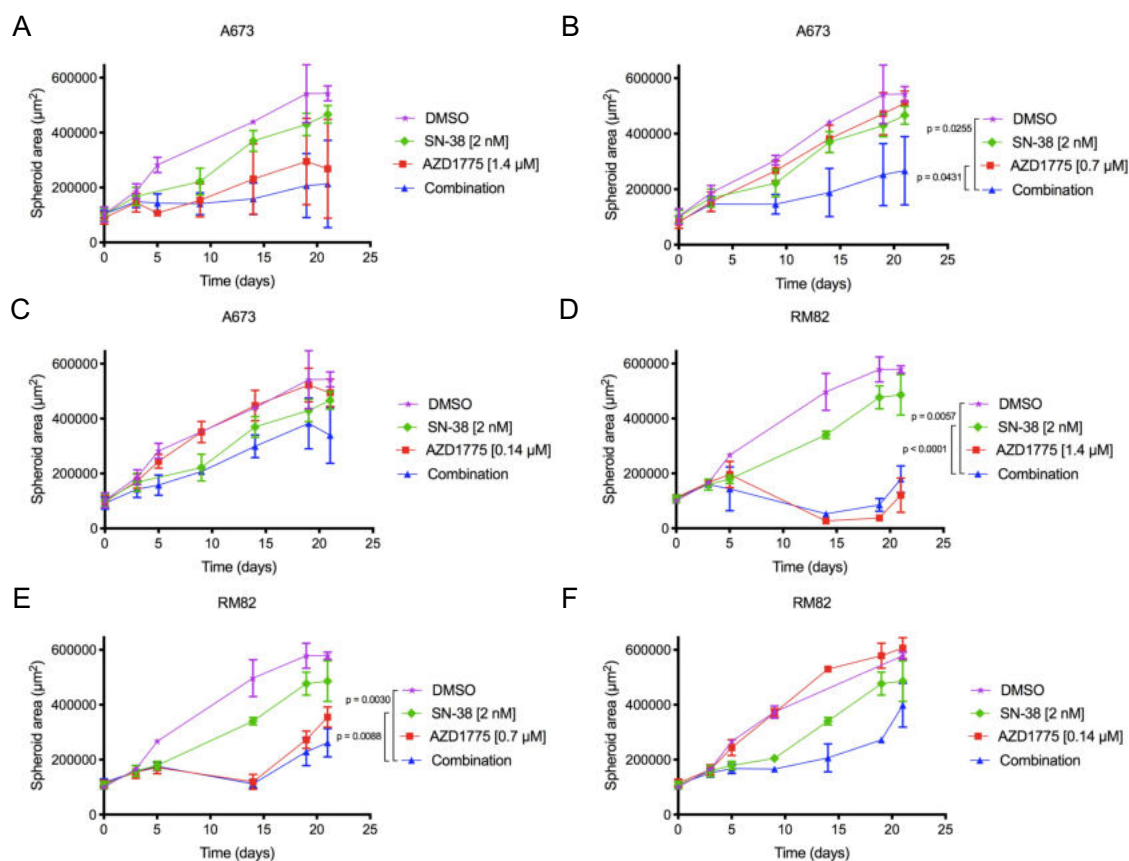 A
A673
Spheroid area (µm²)
600000
400000
200000
0
0 5 10 15 20 25
Time (days)
DMSO
SN-38 [2 nM]
AZD1775 [1.4 µM]
Combination
B
A673
Spheroid area (µm²)
600000
400000
200000
0
0 5 10 15 20 25
Time (days)
p = 0.0255
p = 0.0431
DMSO
SN-38 [2 nM]
AZD1775 [0.7 µM]
Combination
C
A673
Spheroid area (µm²)
600000
400000
200000
0
0 5 10 15 20 25
Time (days)
DMSO
SN-38 [2 nM]
AZD1775 [0.14 µM]
Combination
D
RM82
Spheroid area (µm²)
600000
400000
200000
0
0 5 10 15 20 25
Time (days)
p = 0.0057
p < 0.0001
DMSO
SN-38 [2 nM]
AZD1775 [1.4 µM]
Combination
E
RM82
Spheroid area (µm²)
600000
400000
200000
0
0 5 10 15 20 25
Time (days)
p = 0.0030
p = 0.0088
DMSO
SN-38 [2 nM]
AZD1775 [0.7 µM]
Combination
F
RM82
Spheroid area (µm²)
600000
400000
200000
0
0 5 10 15 20 25
Time (days)
DMSO
SN-38 [2 nM]
AZD1775 [0.14 µM]
Combination